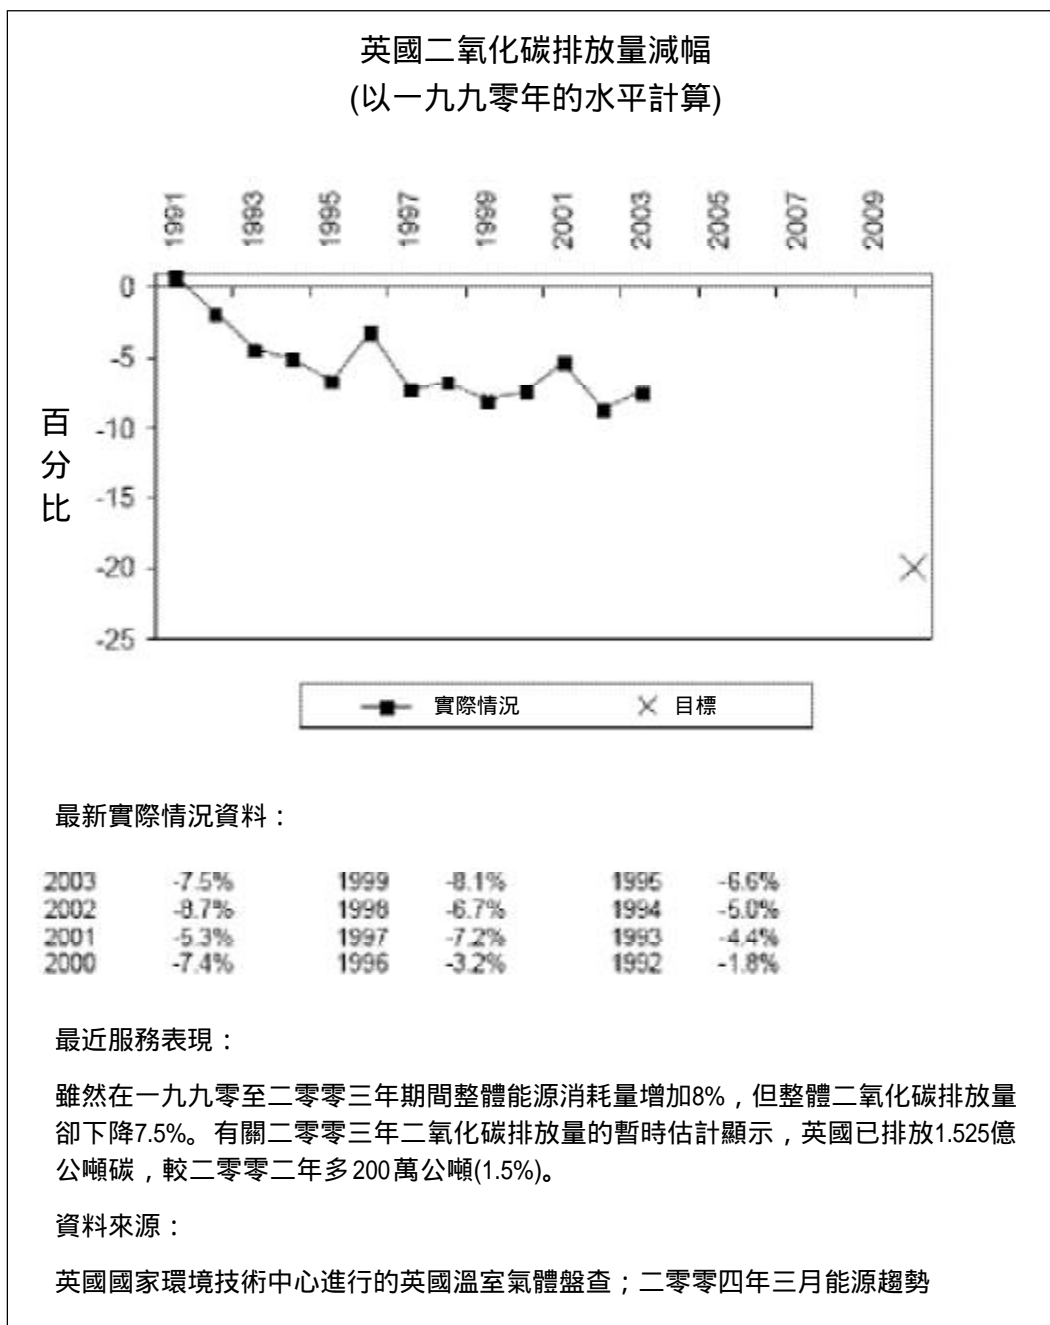 英國二氧化碳排放量減幅
(以一九九零年的水平計算)
1991 1993 1995 1997 1999 2001 2003 2005 2007 2009
0
-5
-10
-15
-20
-25
百分比
實際情況 目標
最新實際情況資料：
2003 -7.5% 1999 -8.1% 1995 -6.6%
2002 -8.7% 1998 -6.7% 1994 -5.0%
2001 -5.3% 1997 -7.2% 1993 -4.4%
2000 -7.4% 1996 -3.2% 1992 -1.8%
最近服務表現：
雖然在一九九零至二零零三年期間整體能源消耗量增加8%，但整體二氧化碳排放量
卻下降7.5%。有關二零零三年二氧化碳排放量的暫時估計顯示，英國已排放1.525億
公噸碳，較二零零二年多200萬公噸(1.5%)。
資料來源：
英國國家環境技術中心進行的英國溫室氣體盤查；二零零四年三月能源趨勢